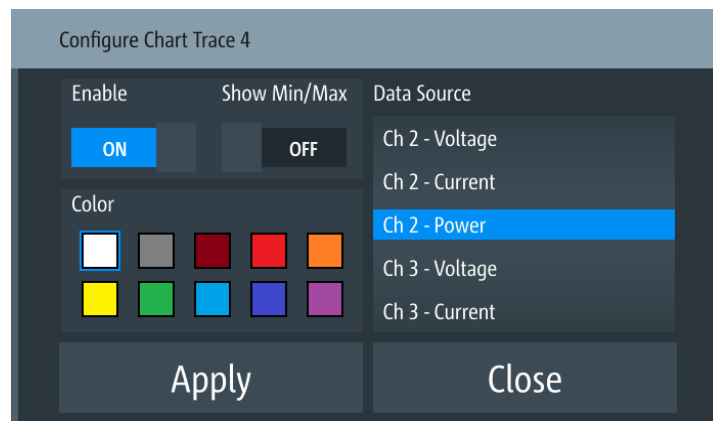 Configure Chart Trace 4
Enable
Show Min/Max
ON
OFF
Color
Data Source
Ch 2 - Voltage
Ch 2 - Current
Ch 2 - Power
Ch 3 - Voltage
Ch 3 - Current
Apply
Close